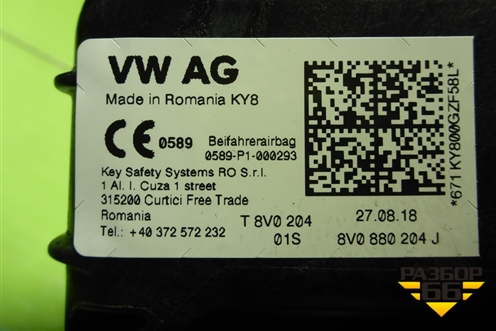 VW AG
Made in Romania KY8
CE 0589 Beifahrerairbag
0589-P1-000293
Key Safety Systems RO S.r.l.
1 Al. I. Cuza 1 street
315200 Curtici Free Trade
Romania
Tel.: +40 372 572 232
T 8V0 204 27.08.18
01S 8V0 880 204 J
*671KY800GZF58L*
РАЗБОР
66